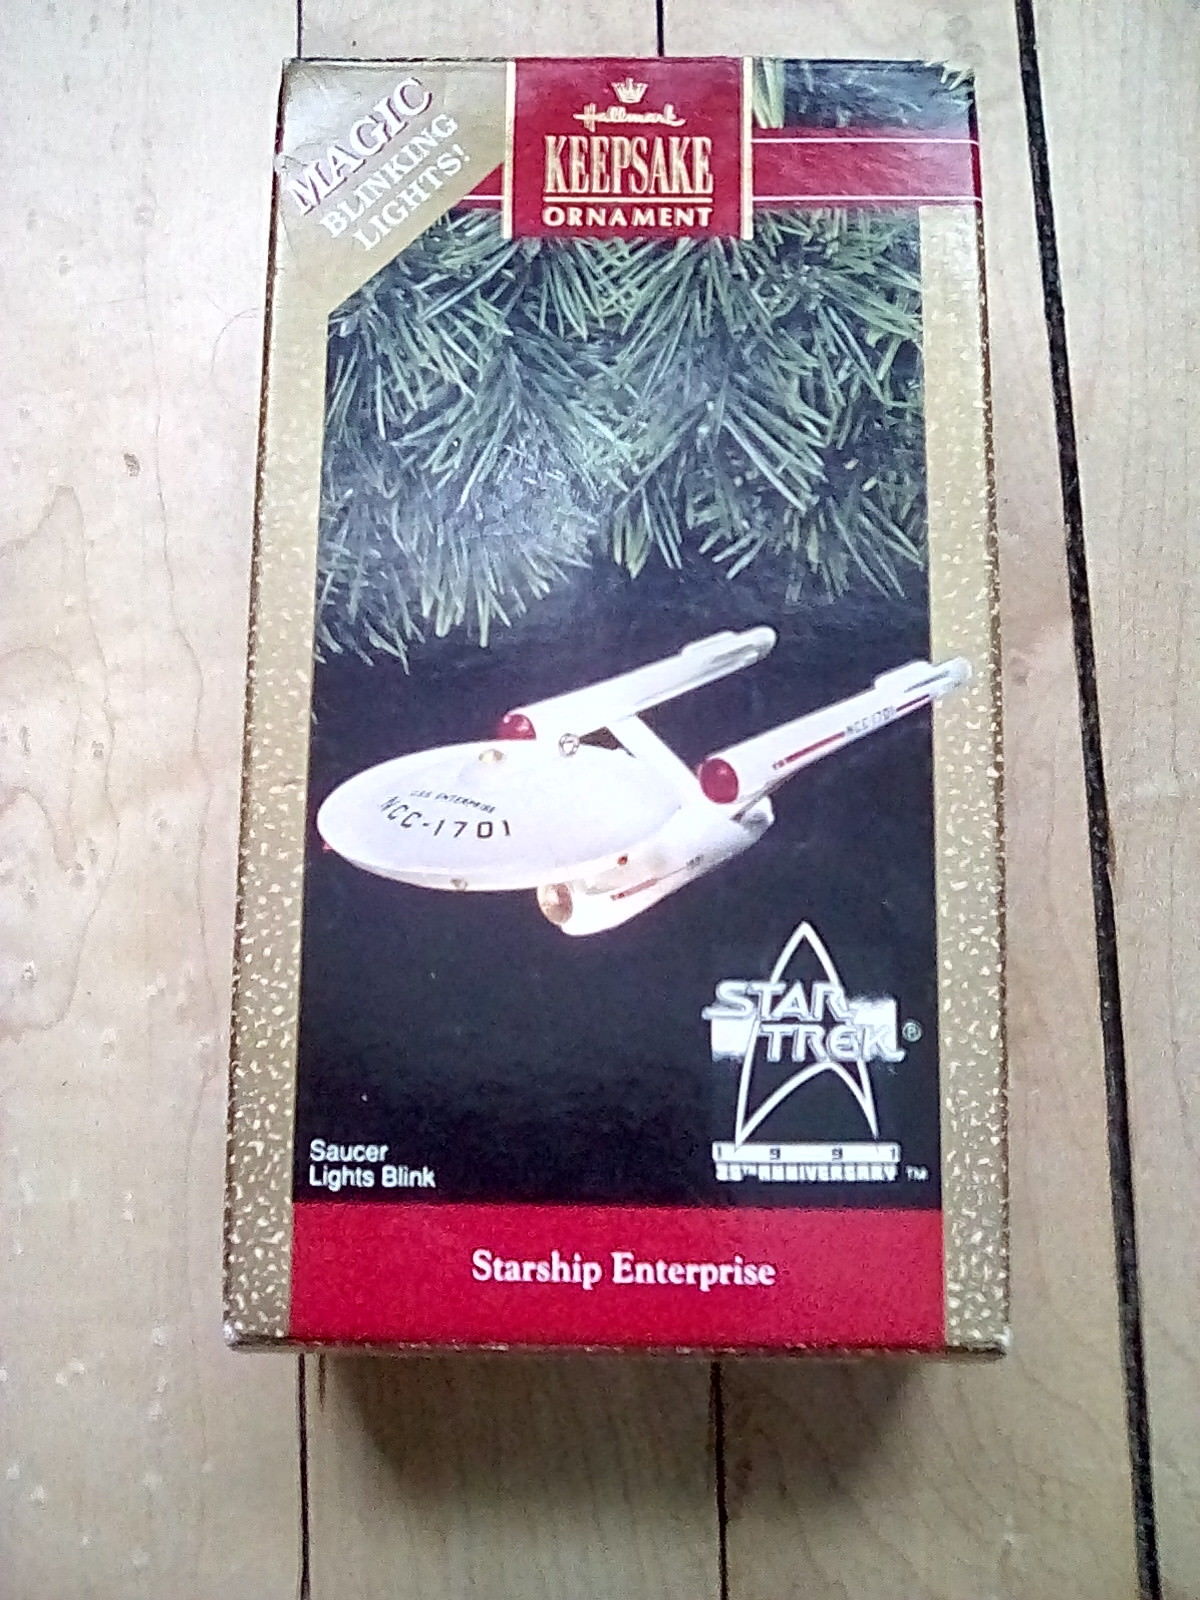 MAGIC
BLINKING
LIGHTS!
Hallmark
KEEPSAKE
ORNAMENT
U.S.S. ENTERPRISE
NCC-1701
NCC-1701
STAR
TREK®
1991
25TH ANNIVERSARY TM
Saucer
Lights Blink
Starship Enterprise